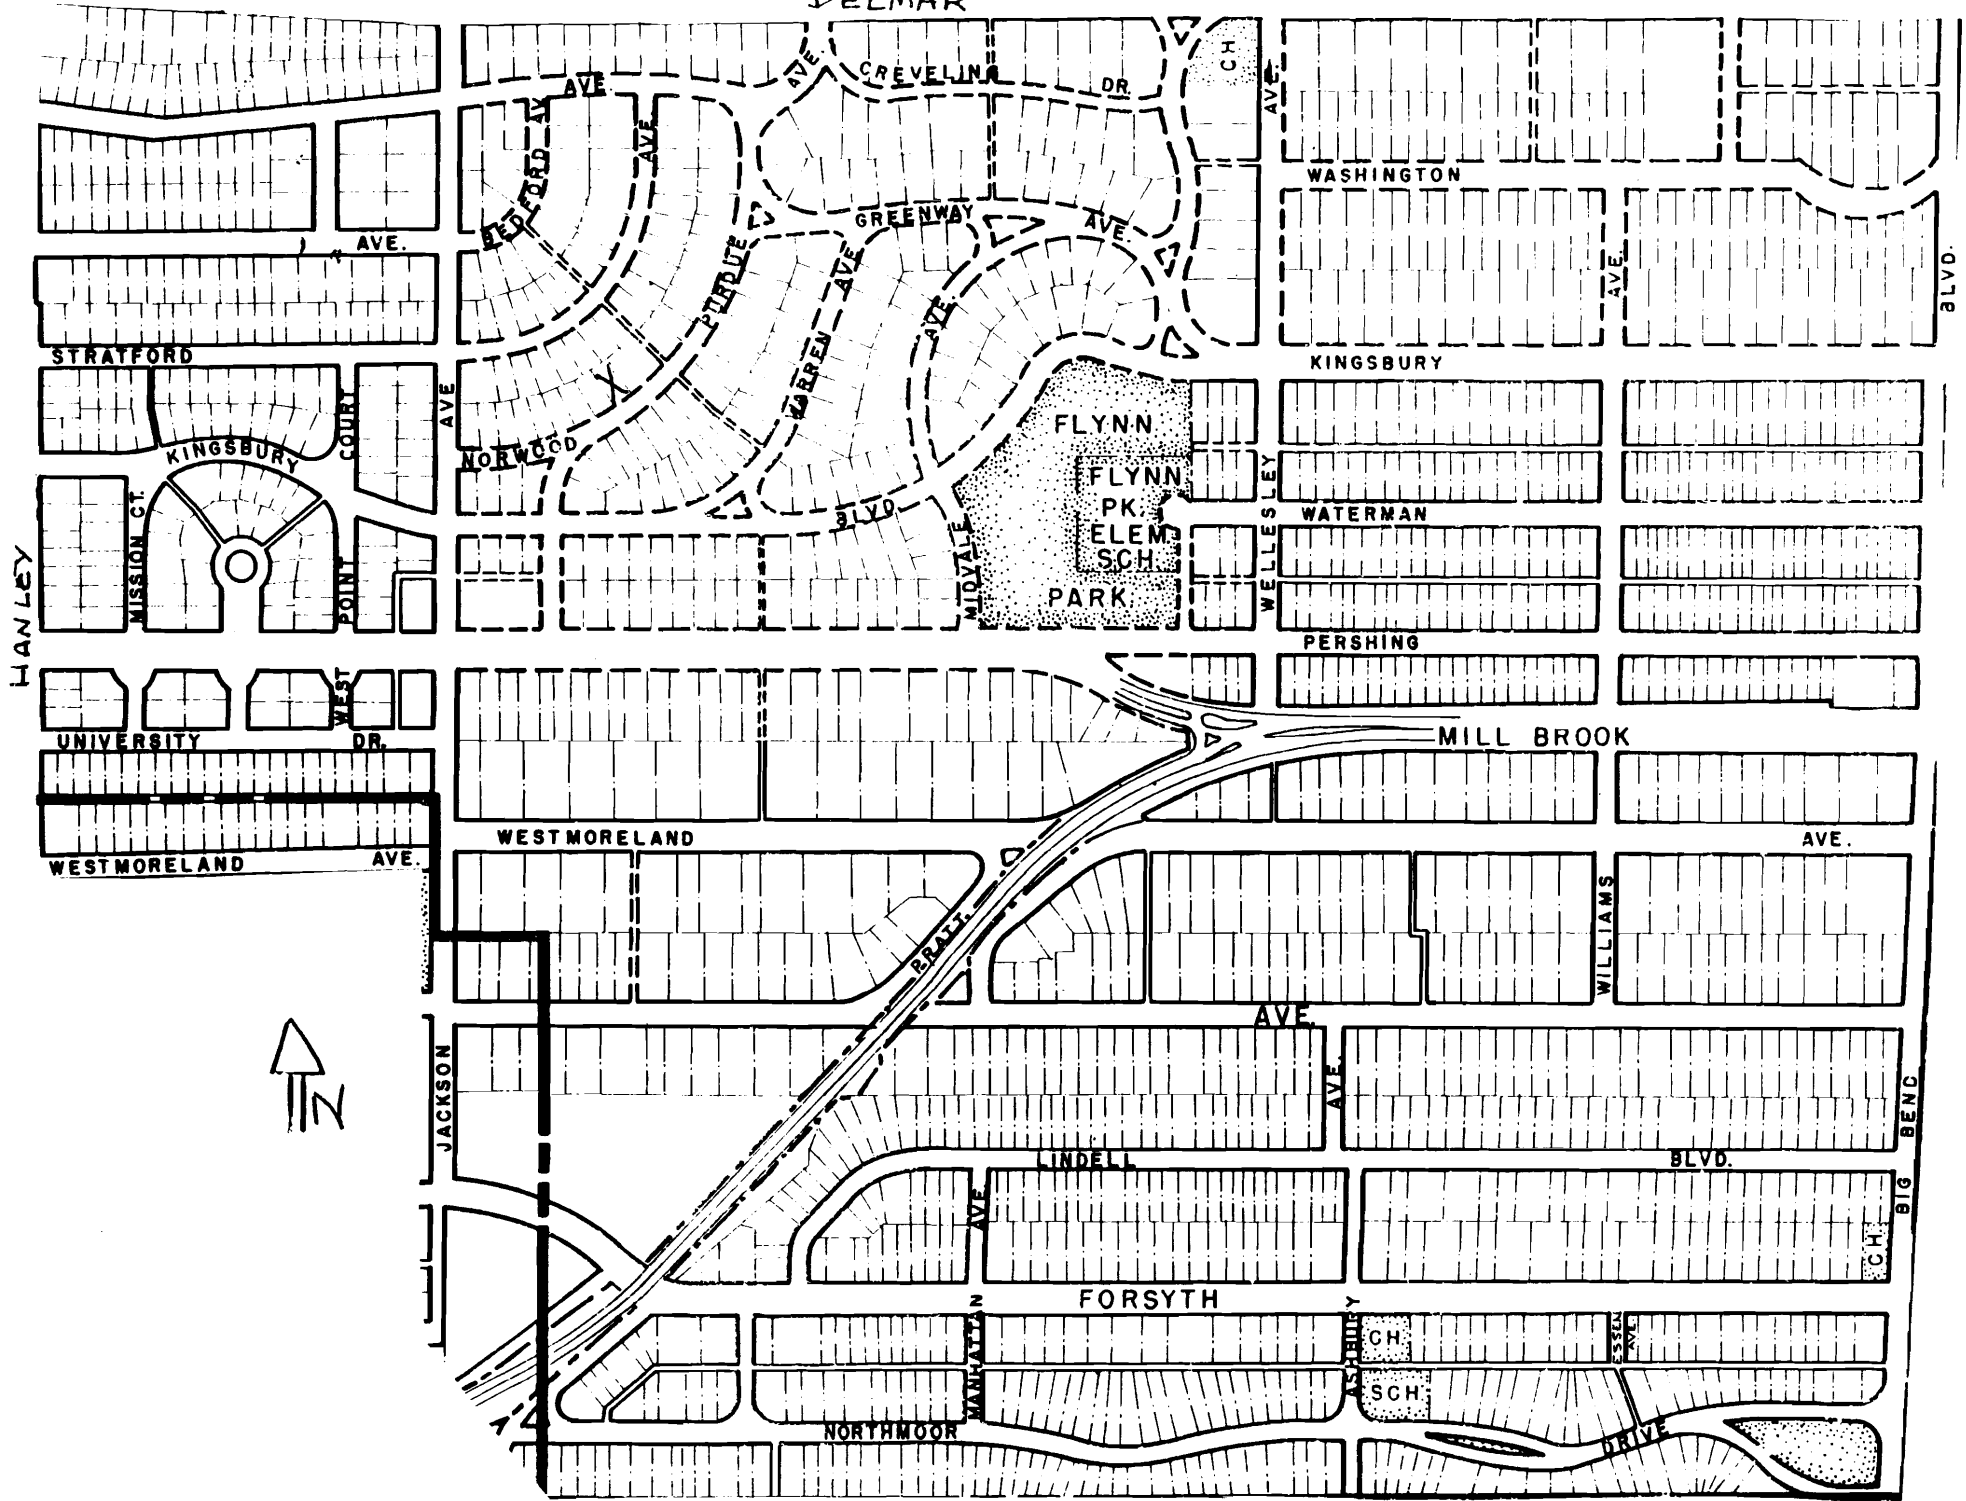 DELMAR
AVE.
CREVELING
DR.
CH
AVE.
AVE.
BEDFORD AV.
AVE
WASHINGTON
GREENWAY
AVE.
AVE.
PURDUE
WARREN AVE
AVE.
AVE.
BLVD.
STRATFORD
KINGSBURY
AVE
COURT
KINGSBURY
NORWOOD
FLYNN
FLYNN
PK.
ELEM
SCH.
PARK
BLVD.
WATERMAN
WELLESLEY
MISSION CT.
POINT
MIDVALE
HANLEY
PERSHING
WEST
UNIVERSITY DR.
MILL BROOK
WESTMORELAND
AVE.
WESTMORELAND AVE.
PRATT
WILLIAMS
AVE.
JACKSON
N
AVE.
BIG BENC
LINDELL
BLVD.
AVE
CH
FORSYTH
MANHATTAN
ASHBURY
CH
ESSEN
AVE.
SCH
NORTHMOOR
DRIVE